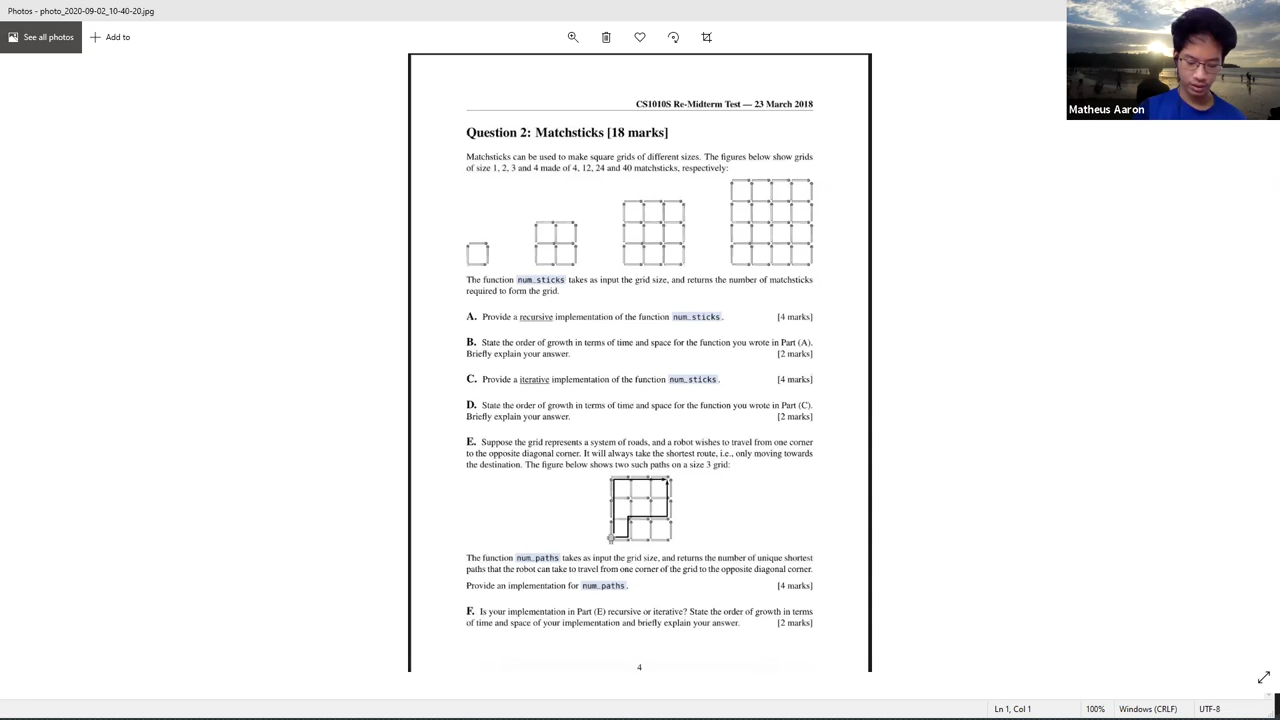 Photos - photo_2020-09-02_10-40-20.jpg
See all photos
Add to
Matheus Aaron
CS1010S Re-Midterm Test — 23 March 2018
Question 2: Matchsticks [18 marks]
Matchsticks can be used to make square grids of different sizes. The figures below show grids
of size 1, 2, 3 and 4 made of 4, 12, 24 and 40 matchsticks, respectively:
The function num_sticks takes as input the grid size, and returns the number of matchsticks
required to form the grid.
A. Provide a recursive implementation of the function num_sticks. [4 marks]
B. State the order of growth in terms of time and space for the function you wrote in Part (A).
Briefly explain your answer. [2 marks]
C. Provide a iterative implementation of the function num_sticks. [4 marks]
D. State the order of growth in terms of time and space for the function you wrote in Part (C).
Briefly explain your answer. [2 marks]
E. Suppose the grid represents a system of roads, and a robot wishes to travel from one corner
to the opposite diagonal corner. It will always take the shortest route, i.e., only moving towards
the destination. The figure below shows two such paths on a size 3 grid:
The function num_paths takes as input the grid size, and returns the number of unique shortest
paths that the robot can take to travel from one corner of the grid to the opposite diagonal corner.
Provide an implementation for num_paths. [4 marks]
F. Is your implementation in Part (E) recursive or iterative? State the order of growth in terms
of time and space of your implementation and briefly explain your answer. [2 marks]
4
Ln 1, Col 1
100%
Windows (CRLF)
UTF-8